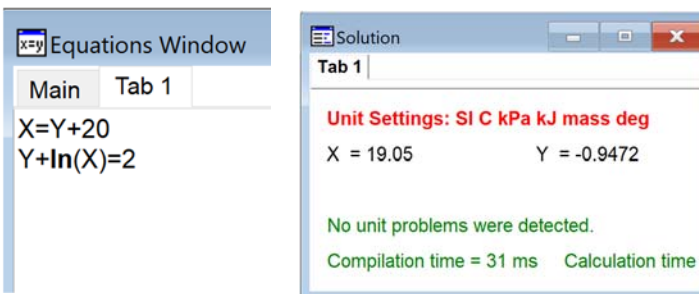 x=y Equations Window
Main Tab 1
X=Y+20
Y+ln(X)=2
Solution
Tab 1
Unit Settings: SI C kPa kJ mass deg
X = 19.05 Y = -0.9472
No unit problems were detected.
Compilation time = 31 ms Calculation time